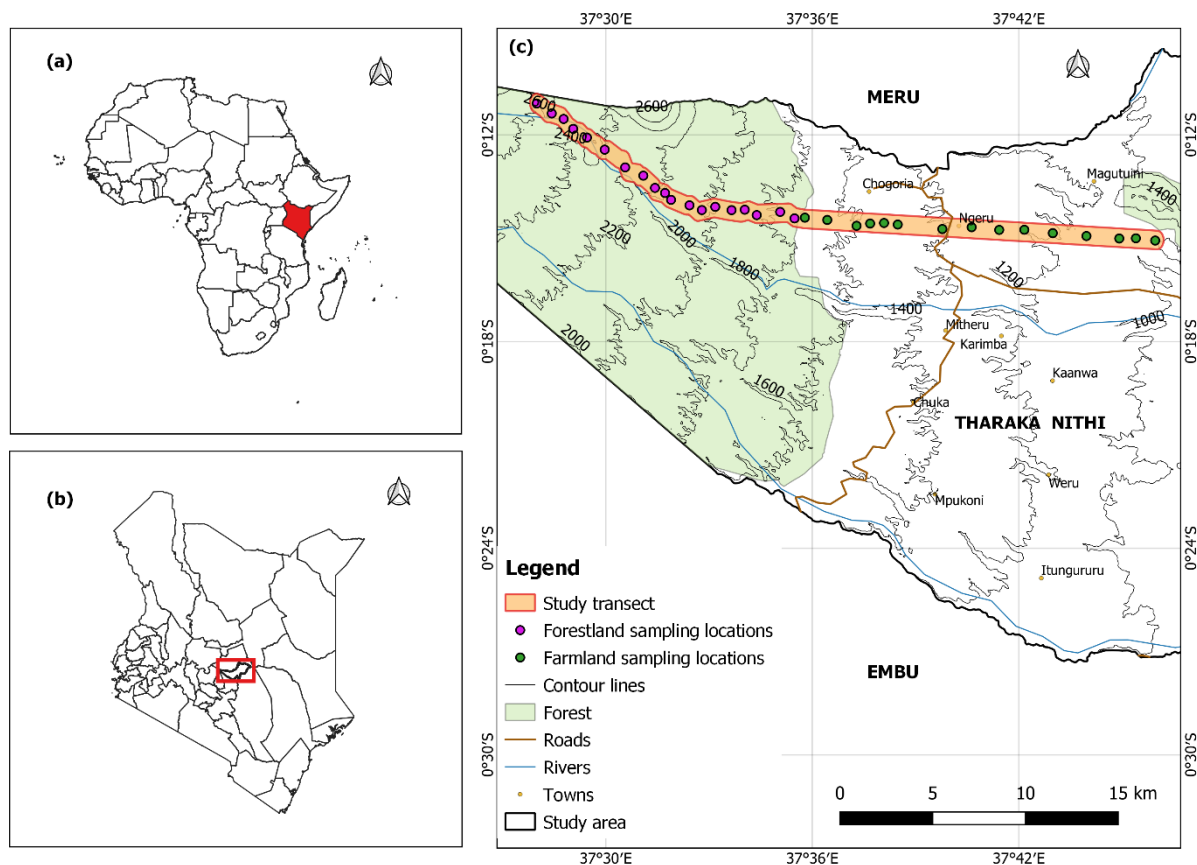 (a)
(b)
(c)
37°30'E
37°36'E
37°42'E
0°12'S
0°18'S
0°24'S
0°30'S
0°12'S
0°18'S
0°24'S
0°30'S
MERU
2600
2600
2400
Chogoria
Magutuini
1400
Ngeru
2200
2000
1800
1200
1400
1000
Mitheru
Karimba
2000
1600
Kaanwa
Chuka
THARAKA NITHI
Weru
Mpukoni
Itungururu
EMBU
Legend
Study transect
Forestland sampling locations
Farmland sampling locations
Contour lines
Forest
Roads
Rivers
Towns
Study area
0 5 10 15 km
37°30'E
37°36'E
37°42'E